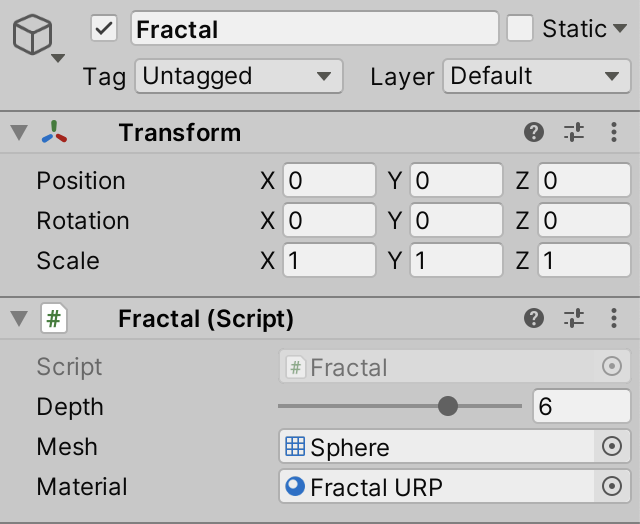 Fractal Static
Tag Untagged Layer Default
Transform
Position X 0 Y 0 Z 0
Rotation X 0 Y 0 Z 0
Scale X 1 Y 1 Z 1
# Fractal (Script)
Script # Fractal
Depth 6
Mesh Sphere
Material Fractal URP